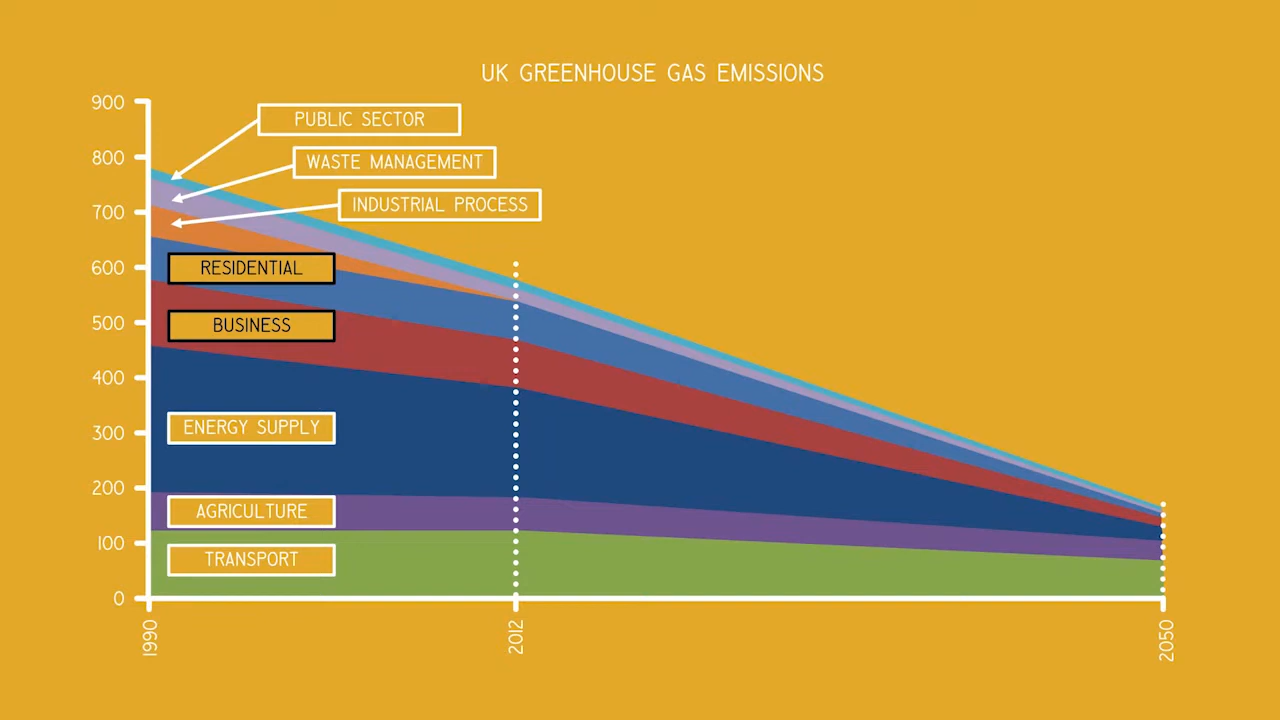 UK GREENHOUSE GAS EMISSIONS
900
800
700
600
500
400
300
200
100
0
PUBLIC SECTOR
WASTE MANAGEMENT
INDUSTRIAL PROCESS
RESIDENTIAL
BUSINESS
ENERGY SUPPLY
AGRICULTURE
TRANSPORT
1990
2012
2050